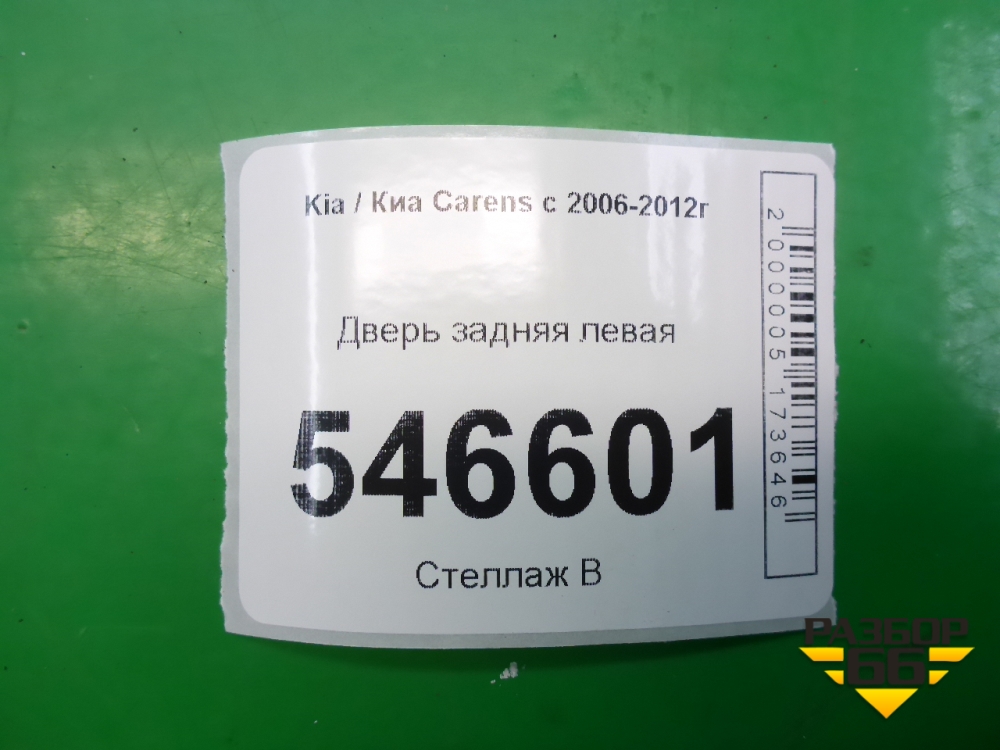 Kia / Киа Carens с 2006-2012г
Дверь задняя левая
546601
Стеллаж В
2000005173646
РАЗБОР
66